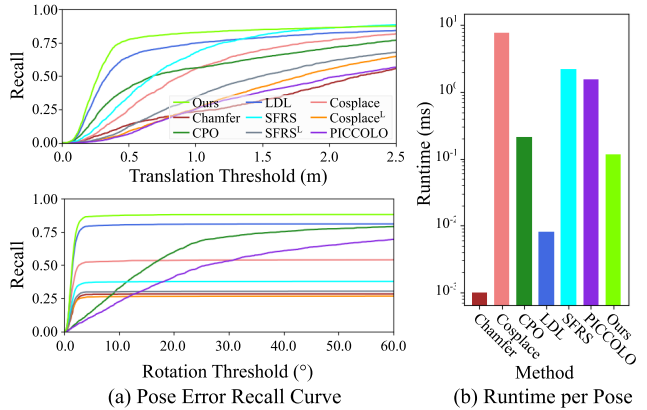 1.00
0.75
0.50
0.25
0.00
Recall
Ours
LDL
Cosplace
Chamfer
SFRS
Cosplace^L
CPO
SFRS^L
PICCOLO
0.0 0.5 1.0 1.5 2.0 2.5
Translation Threshold (m)
1.00
0.75
0.50
0.25
0.00
Recall
0.0 10.0 20.0 30.0 40.0 50.0 60.0
Rotation Threshold (°)
(a) Pose Error Recall Curve
10^1
10^0
10^-1
10^-2
10^-2
Runtime (ms)
Chamfer
Cosplace
CPO
LDL
SFRS
PICCOLO
Ours
Method
(b) Runtime per Pose